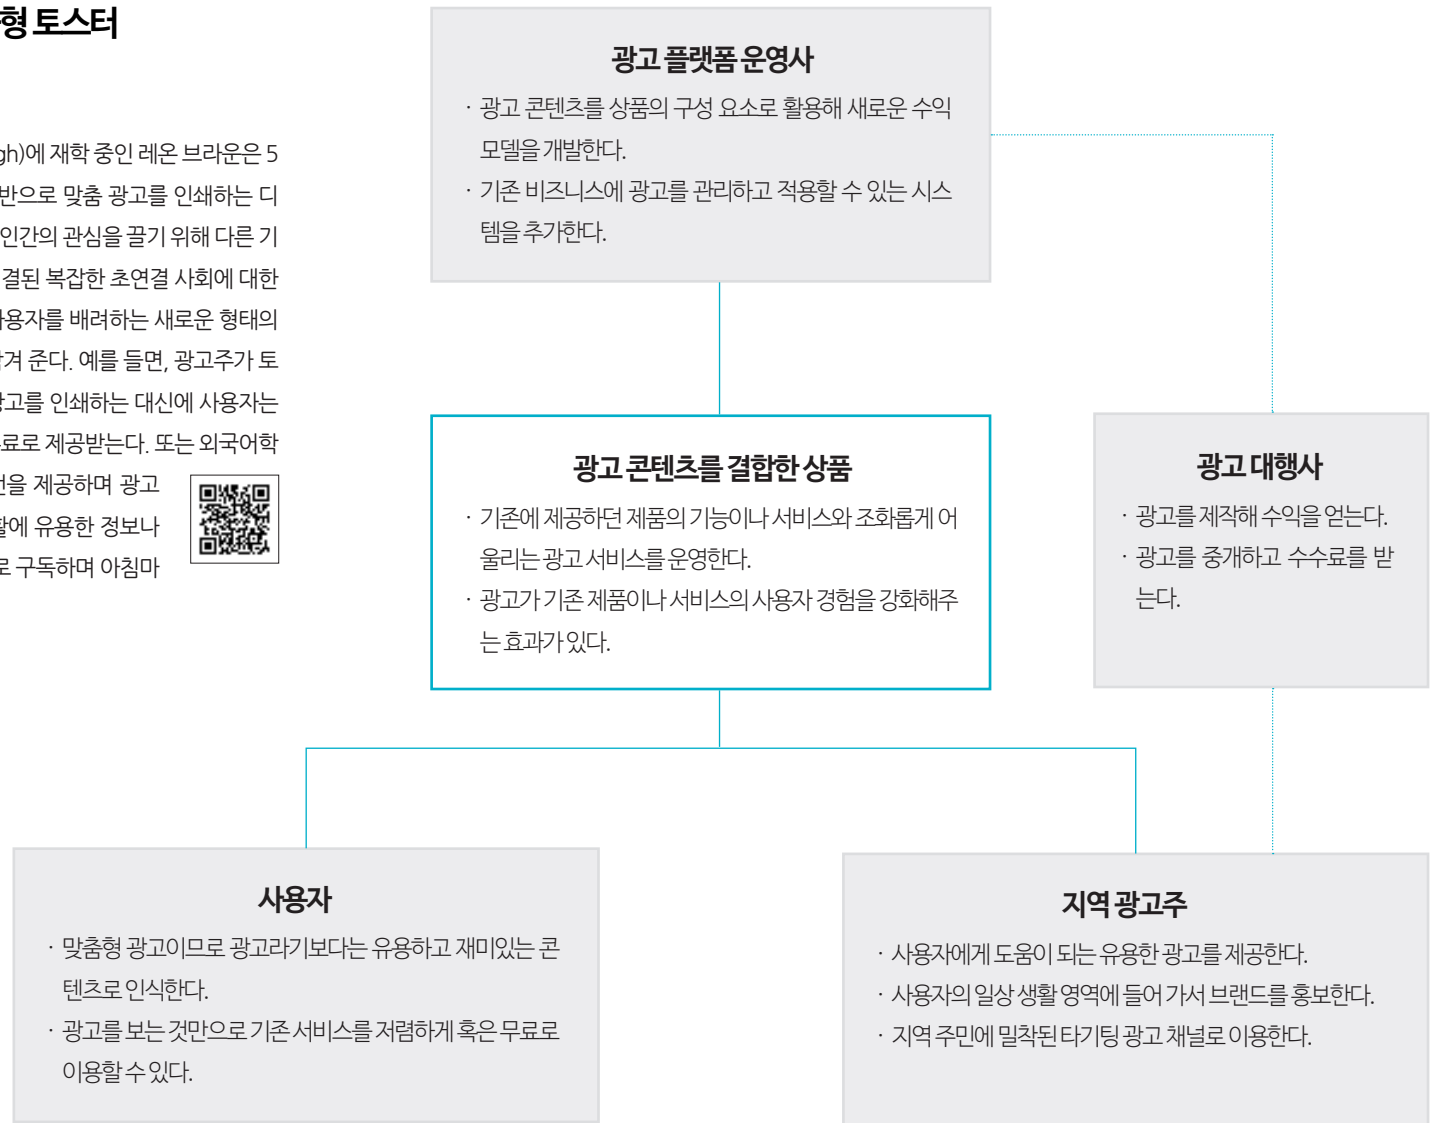 형 토스터
gh)에 재학 중인 레온 브라운은 5
반으로 맞춤 광고를 인쇄하는 디
인간의 관심을 끌기 위해 다른 기
결된 복잡한 초연결 사회에 대한
사용자를 배려하는 새로운 형태의
겨 준다. 예를 들면, 광고주가 토
광고를 인쇄하는 대신에 사용자는
료로 제공받는다. 또는 외국어학
을 제공하며 광고
활에 유용한 정보나
로 구독하며 아침마
광고 플랫폼 운영사
· 광고 콘텐츠를 상품의 구성 요소로 활용해 새로운 수익
모델을 개발한다.
· 기존 비즈니스에 광고를 관리하고 적용할 수 있는 시스
템을 추가한다.
광고 콘텐츠를 결합한 상품
· 기존에 제공하던 제품의 기능이나 서비스와 조화롭게 어
울리는 광고 서비스를 운영한다.
· 광고가 기존 제품이나 서비스의 사용자 경험을 강화해주
는 효과가 있다.
광고 대행사
· 광고를 제작해 수익을 얻는다.
· 광고를 중개하고 수수료를 받
는다.
사용자
· 맞춤형 광고이므로 광고라기보다는 유용하고 재미있는 콘
텐츠로 인식한다.
· 광고를 보는 것만으로 기존 서비스를 저렴하게 혹은 무료로
이용할 수 있다.
지역 광고주
· 사용자에게 도움이 되는 유용한 광고를 제공한다.
· 사용자의 일상 생활 영역에 들어 가서 브랜드를 홍보한다.
· 지역 주민에 밀착된 타기팅 광고 채널로 이용한다.